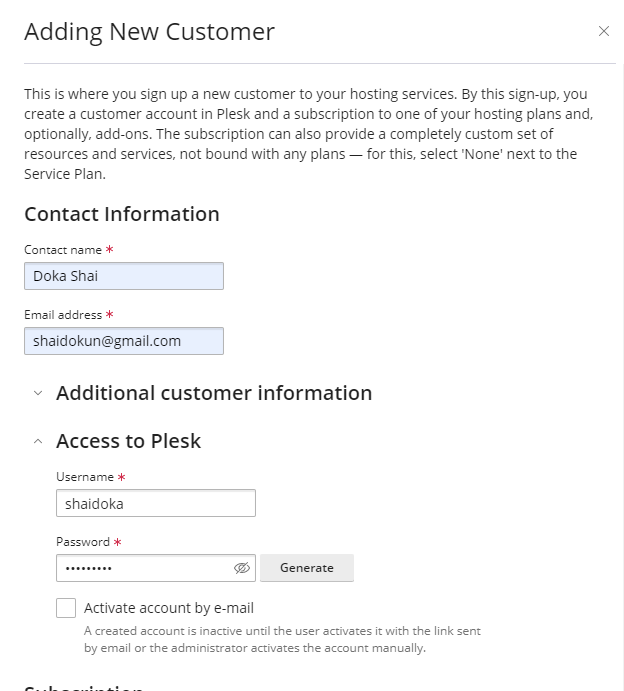 Adding New Customer
This is where you sign up a new customer to your hosting services. By this sign-up, you
create a customer account in Plesk and a subscription to one of your hosting plans and,
optionally, add-ons. The subscription can also provide a completely custom set of
resources and services, not bound with any plans — for this, select 'None' next to the
Service Plan.
Contact Information
Contact name *
Doka Shai
Email address *
shaidokun@gmail.com
Additional customer information
Access to Plesk
Username *
shaidoka
Password *
•••••••••
Generate
Activate account by e-mail
A created account is inactive until the user activates it with the link sent
by email or the administrator activates the account manually.
Subscription